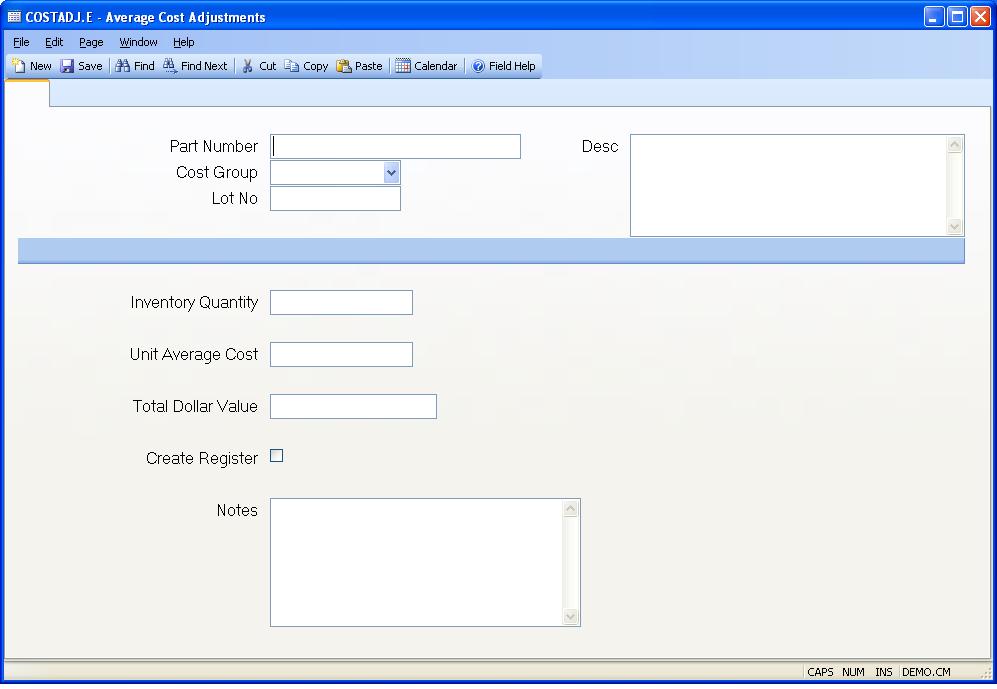 COSTADJ.E - Average Cost Adjustments
File Edit Page Window Help
New Save Find Find Next Cut Copy Paste Calendar Field Help
Part Number Desc
Cost Group
Lot No
Inventory Quantity
Unit Average Cost
Total Dollar Value
Create Register
Notes
CAPS NUM INS DEMO.CM